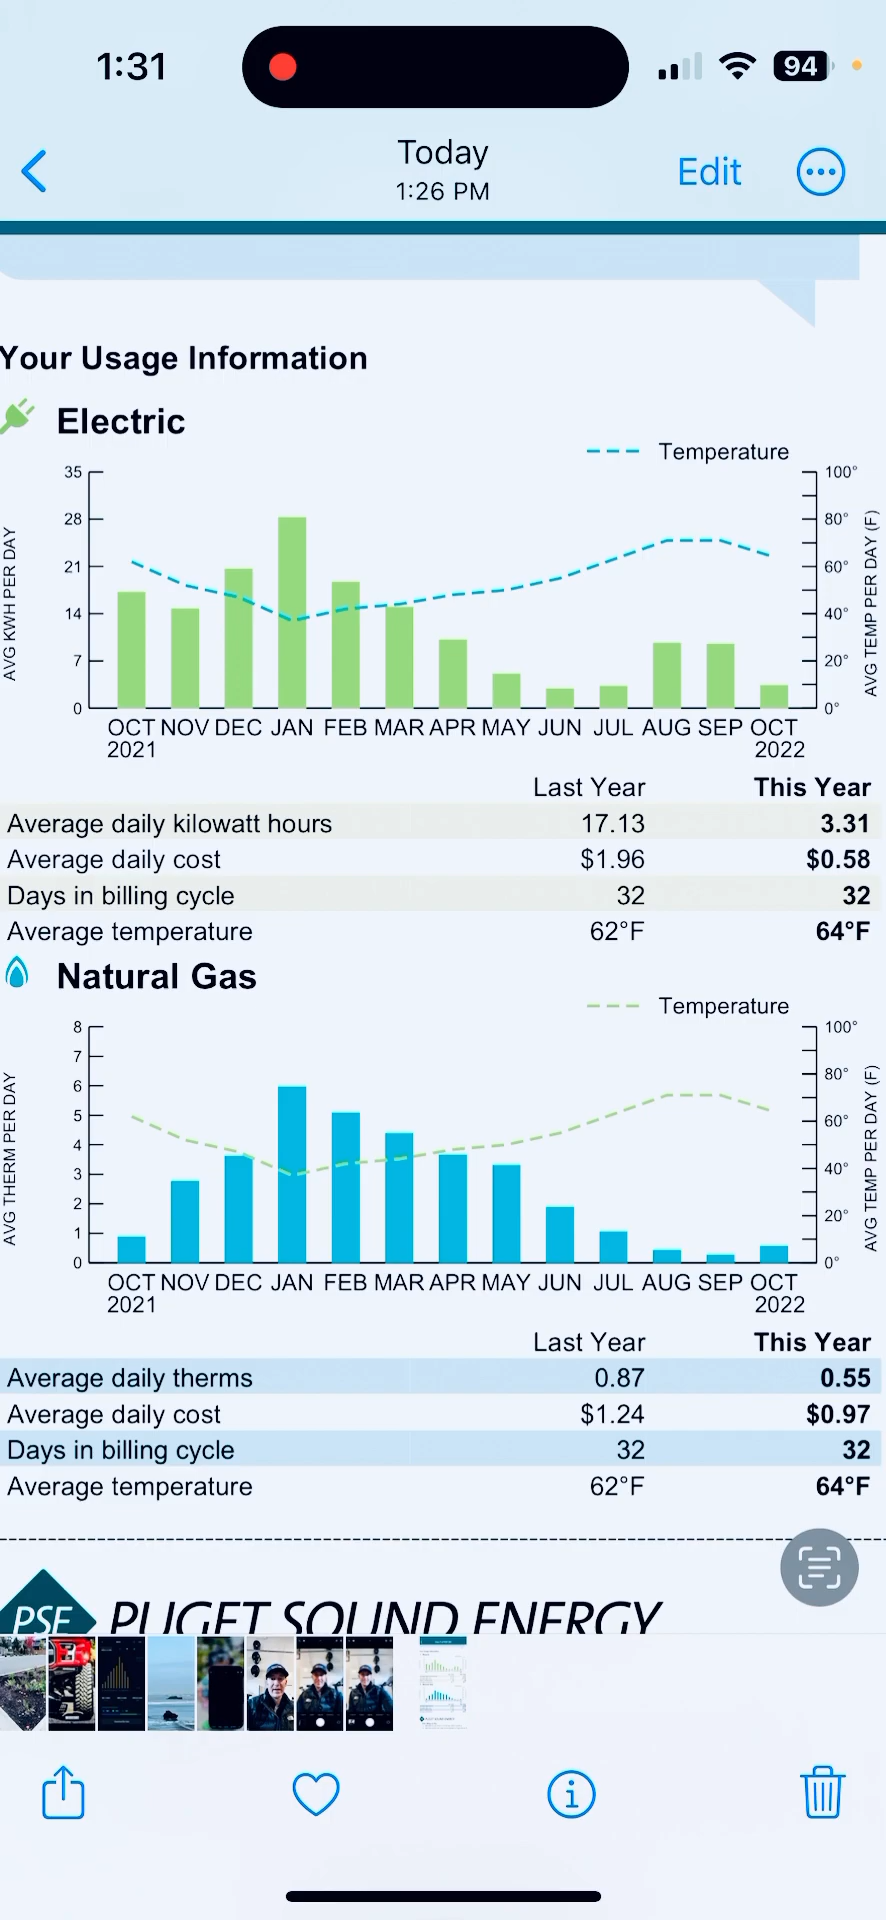 1:31
94
Today
1:26 PM
Edit
Your Usage Information
Electric
Temperature
35
28
21
14
7
0
AVG KWH PER DAY
100°
80°
60°
40°
20°
0°
AVG TEMP PER DAY (F)
OCT NOV DEC JAN FEB MAR APR MAY JUN JUL AUG SEP OCT
2021 2022
Last Year This Year
Average daily kilowatt hours 17.13 3.31
Average daily cost $1.96 $0.58
Days in billing cycle 32 32
Average temperature 62°F 64°F
Natural Gas
Temperature
8
7
6
5
4
3
2
1
0
AVG THERM PER DAY
100°
80°
60°
40°
20°
0°
AVG TEMP PER DAY (F)
OCT NOV DEC JAN FEB MAR APR MAY JUN JUL AUG SEP OCT
2021 2022
Last Year This Year
Average daily therms 0.87 0.55
Average daily cost $1.24 $0.97
Days in billing cycle 32 32
Average temperature 62°F 64°F
PSE PUGET SOUND ENERGY